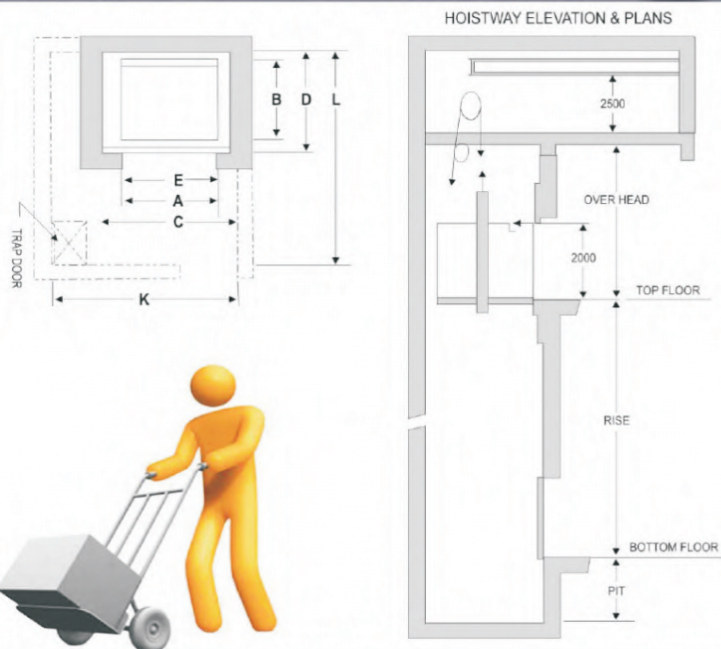 HOISTWAY ELEVATION & PLANS
B
D
L
E
A
C
K
TRAP DOOR
2500
OVER HEAD
2000
TOP FLOOR
RISE
BOTTOM FLOOR
PIT